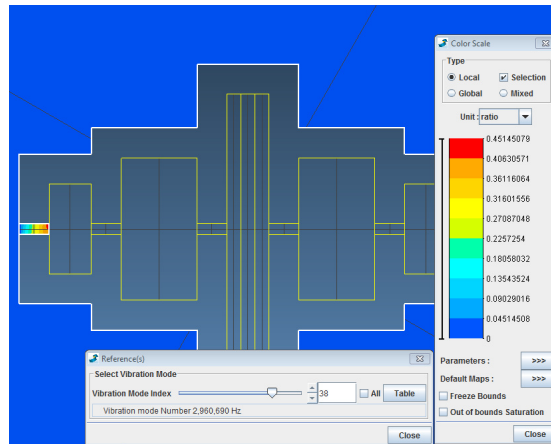 Color Scale
Type
Local
Selection
Global
Mixed
Unit : ratio
0.45145079
0.40630571
0.36116064
0.31601556
0.27087048
0.2257254
0.18058032
0.13543524
0.09029016
0.04514508
0
Parameters :
>>>
Default Maps :
>>>
Freeze Bounds
Out of bounds Saturation
Close
Reference(s)
Select Vibration Mode
Vibration Mode Index
38
All
Table
Vibration mode Number 2,960,690 Hz
Close